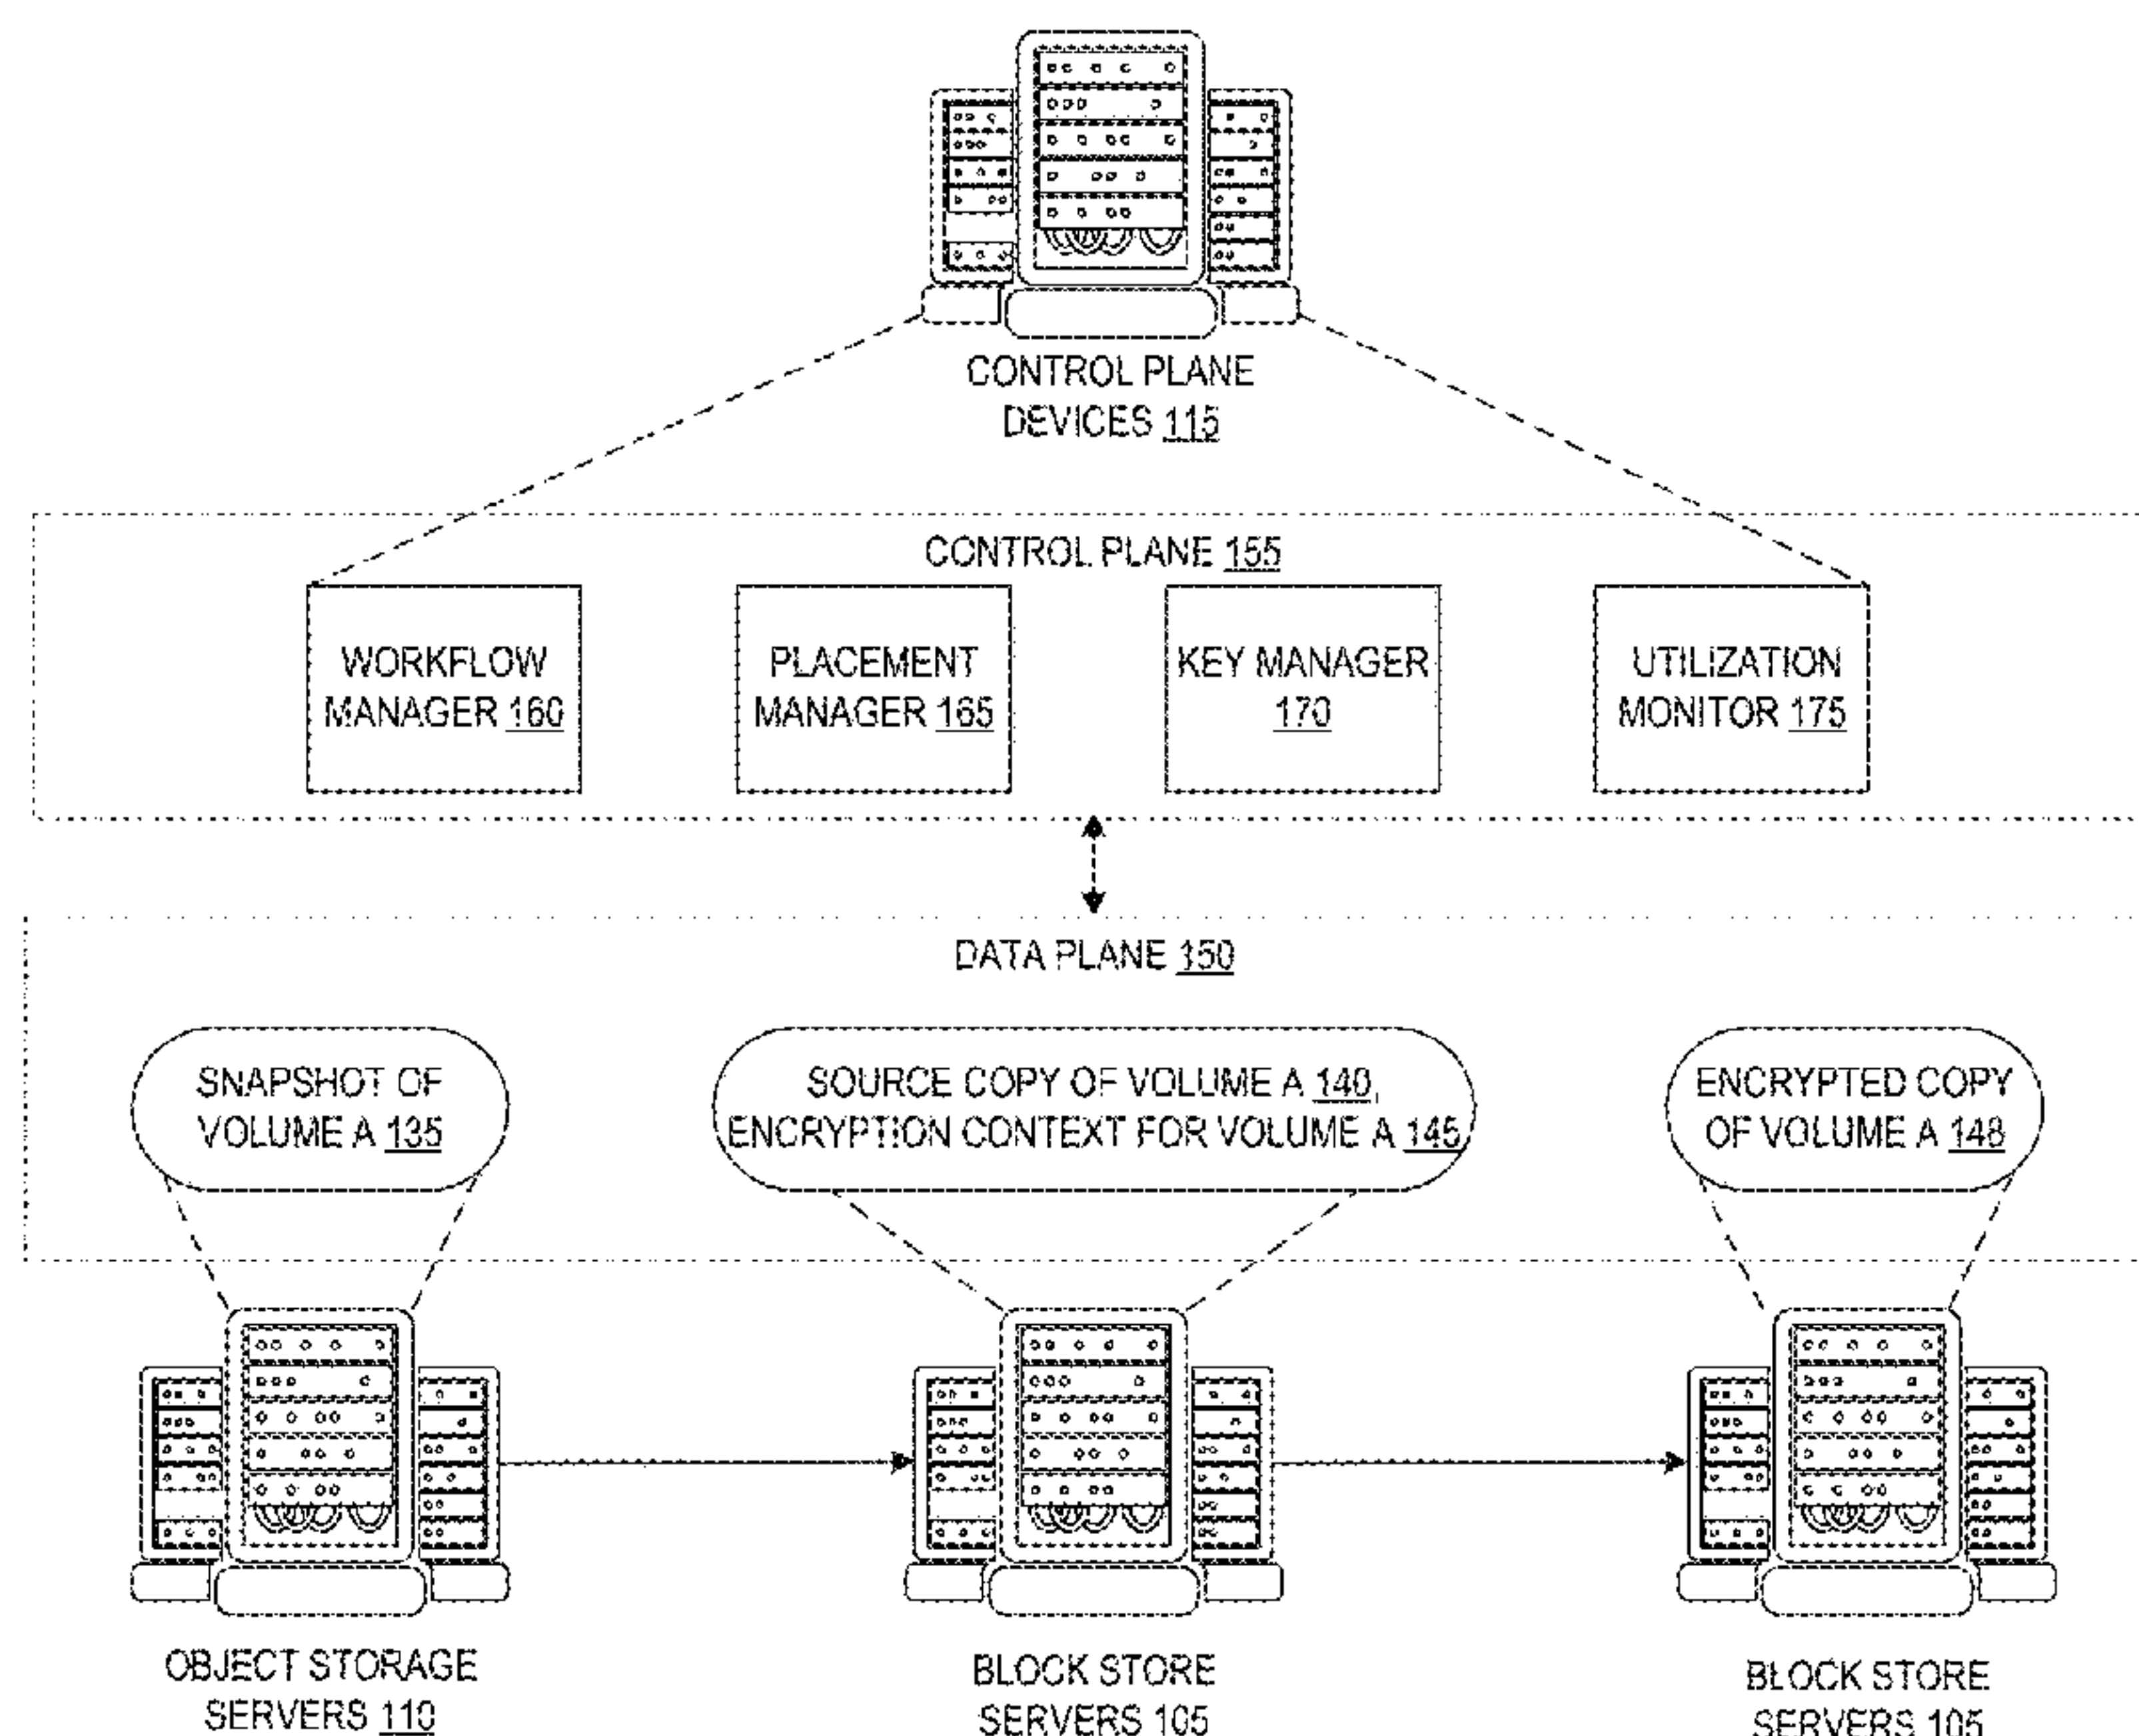 CONTROL PLANE
DEVICES 115
CONTROL PLANE 155
WORKFLOW
MANAGER 160
PLACEMENT
MANAGER 165
KEY MANAGER
170
UTILIZATION
MONITOR 175
DATA PLANE 150
SNAPSHOT OF
VOLUME A 135
SOURCE COPY OF VOLUME A 140,
ENCRYPTION CONTEXT FOR VOLUME A 145
ENCRYPTED COPY
OF VOLUME A 148
OBJECT STORAGE
SERVERS 110
BLOCK STORE
SERVERS 105
BLOCK STORE
SERVERS 105